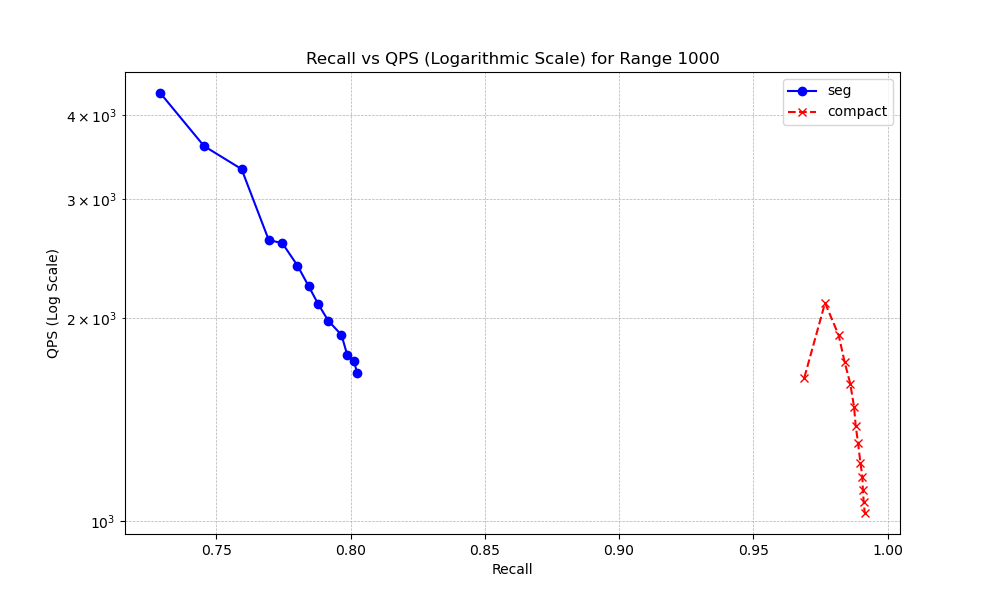 Recall vs QPS (Logarithmic Scale) for Range 1000
seg
compact
QPS (Log Scale)
4 × 10³
3 × 10³
2 × 10³
10³
0.75 0.80 0.85 0.90 0.95 1.00
Recall